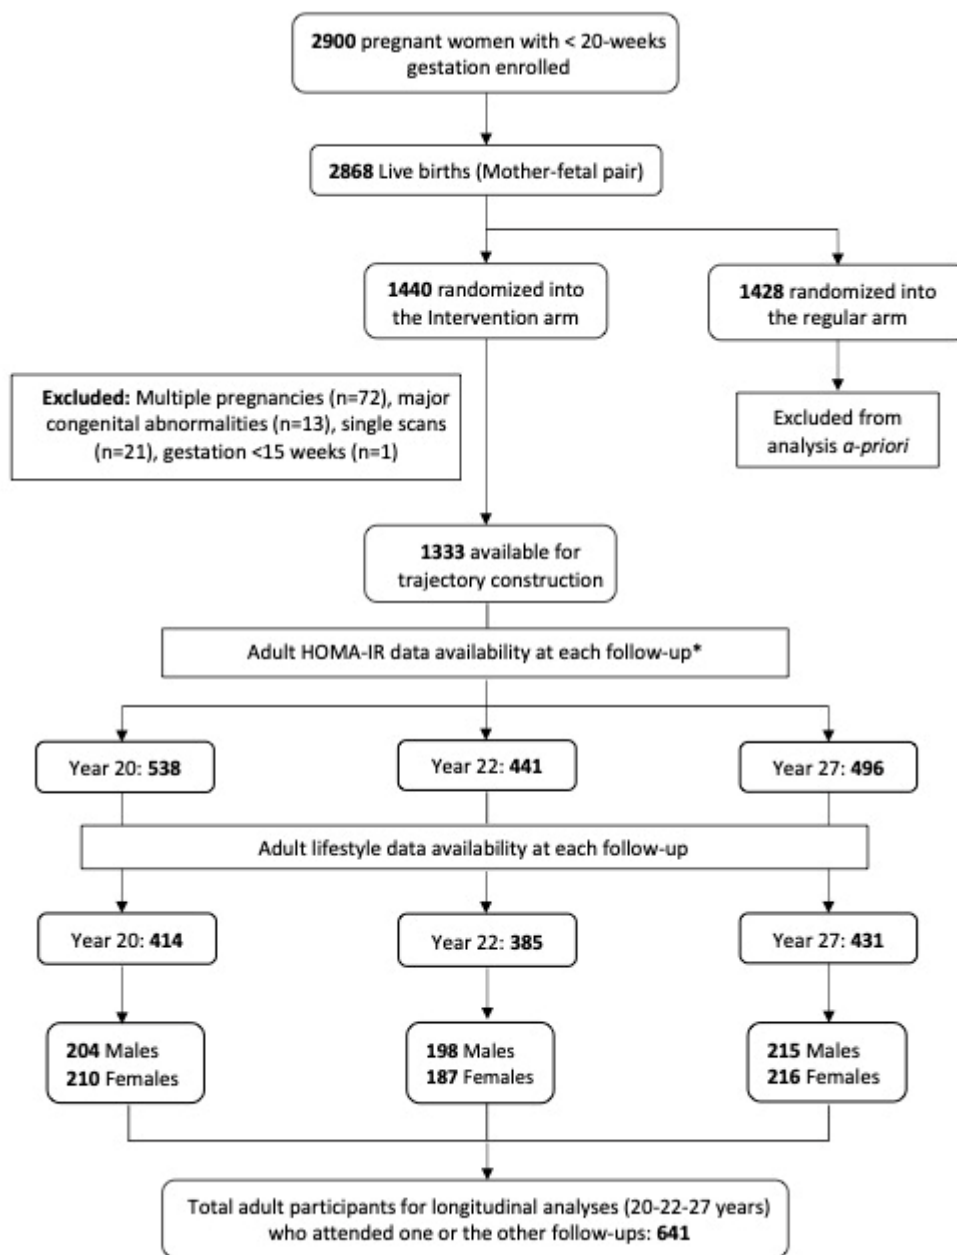 2900 pregnant women with < 20-weeks
gestation enrolled
2868 Live births (Mother-fetal pair)
1440 randomized into
the Intervention arm
1428 randomized into
the regular arm
Excluded: Multiple pregnancies (n=72), major
congenital abnormalities (n=13), single scans
(n=21), gestation <15 weeks (n=1)
Excluded from
analysis a-priori
1333 available for
trajectory construction
Adult HOMA-IR data availability at each follow-up*
Year 20: 538
Year 22: 441
Year 27: 496
Adult lifestyle data availability at each follow-up
Year 20: 414
Year 22: 385
Year 27: 431
204 Males
210 Females
198 Males
187 Females
215 Males
216 Females
Total adult participants for longitudinal analyses (20-22-27 years)
who attended one or the other follow-ups: 641